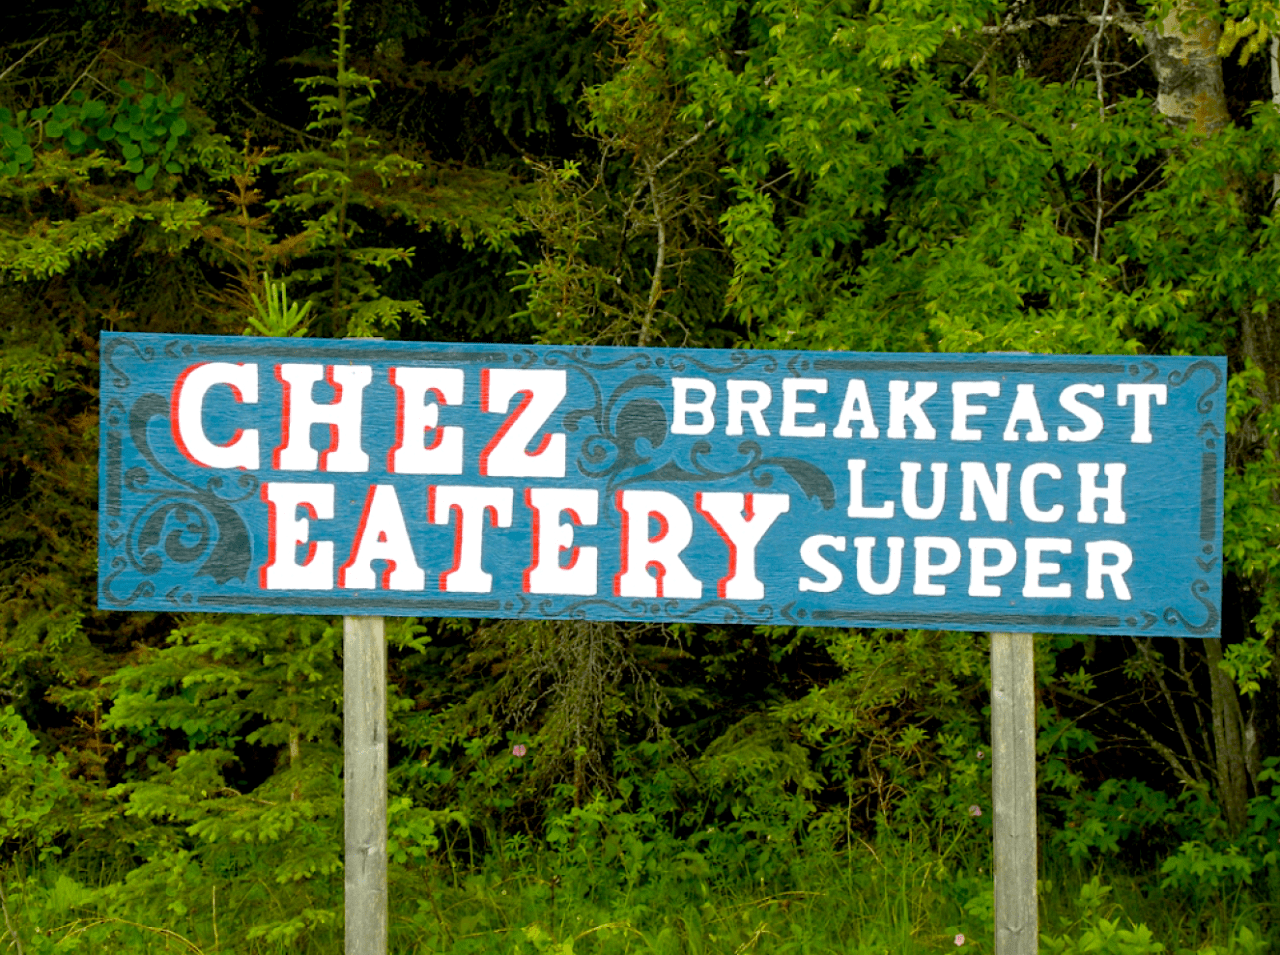 CHEZ
EATERY
BREAKFAST
LUNCH
SUPPER